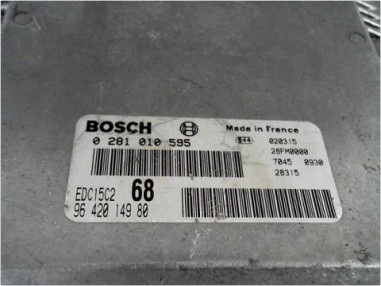 BOSCH
Made in France
0 281 010 595
S44 020315
28FM0000
7045 0930
28315
EDC15C2 68
96 420 149 80